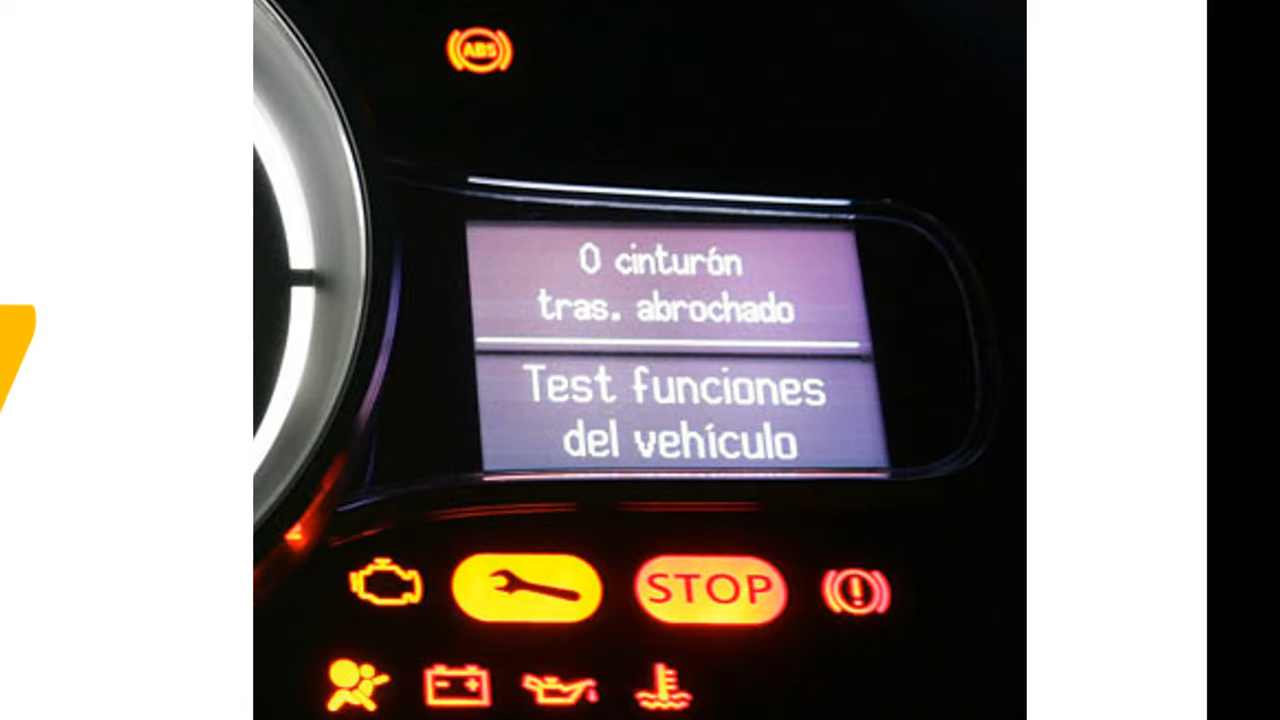 ABS
0 cinturón
tras. abrochado
Test funciones
del vehículo
STOP